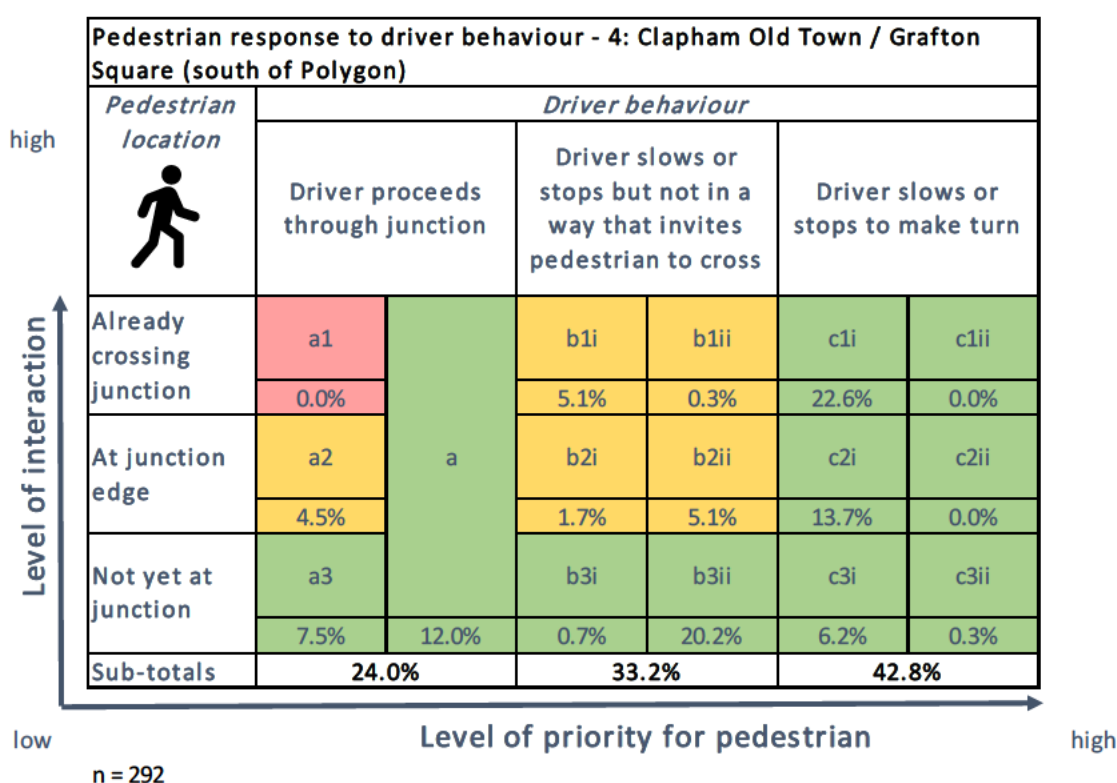 Pedestrian response to driver behaviour - 4: Clapham Old Town / Grafton
Square (south of Polygon)
Pedestrian
location
Driver behaviour
high
Driver proceeds
through junction
Driver slows or
stops but not in a
way that invites
pedestrian to cross
Driver slows or
stops to make turn
Level of interaction
Already
crossing
junction
a1
b1i
b1ii
c1i
c1ii
0.0%
5.1%
0.3%
22.6%
0.0%
At junction
edge
a2
a
b2i
b2ii
c2i
c2ii
4.5%
1.7%
5.1%
13.7%
0.0%
Not yet at
junction
a3
b3i
b3ii
c3i
c3ii
7.5%
12.0%
0.7%
20.2%
6.2%
0.3%
Sub-totals
24.0%
33.2%
42.8%
low
Level of priority for pedestrian
high
n = 292